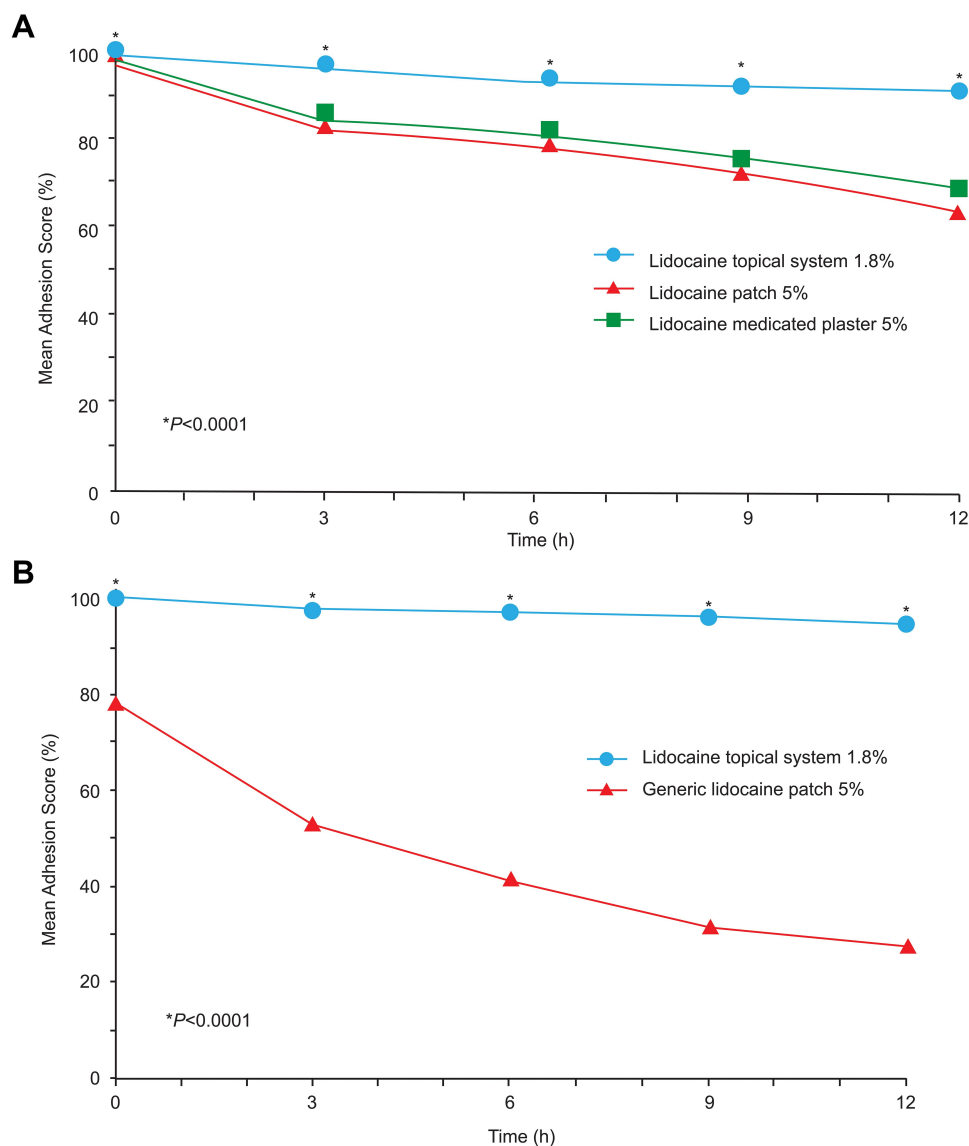 A
Mean Adhesion Score (%)
100
80
60
40
20
0
* * * * *
Lidocaine topical system 1.8%
Lidocaine patch 5%
Lidocaine medicated plaster 5%
*P<0.0001
0 3 6 9 12
Time (h)
B
Mean Adhesion Score (%)
100
80
60
40
20
0
* * * * *
Lidocaine topical system 1.8%
Generic lidocaine patch 5%
*P<0.0001
0 3 6 9 12
Time (h)